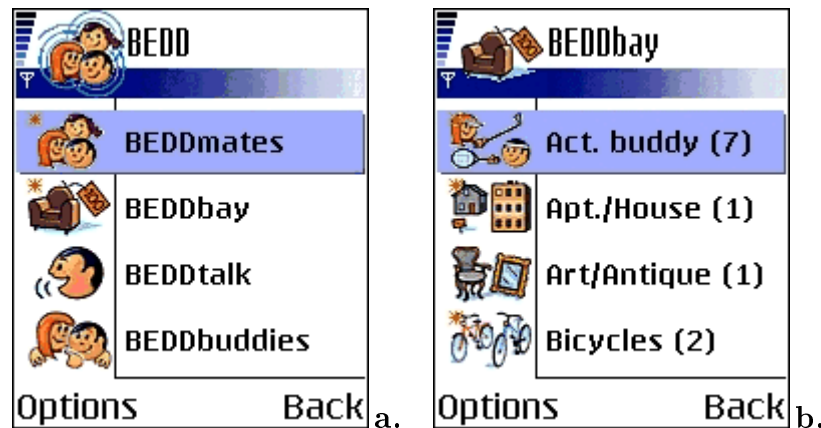 BEDD
BEDDmates
BEDDbay
BEDDtalk
BEDDbuddies
Options Back
a.
BEDDbay
Act. buddy (7)
Apt./House (1)
Art/Antique (1)
Bicycles (2)
Options Back
b.